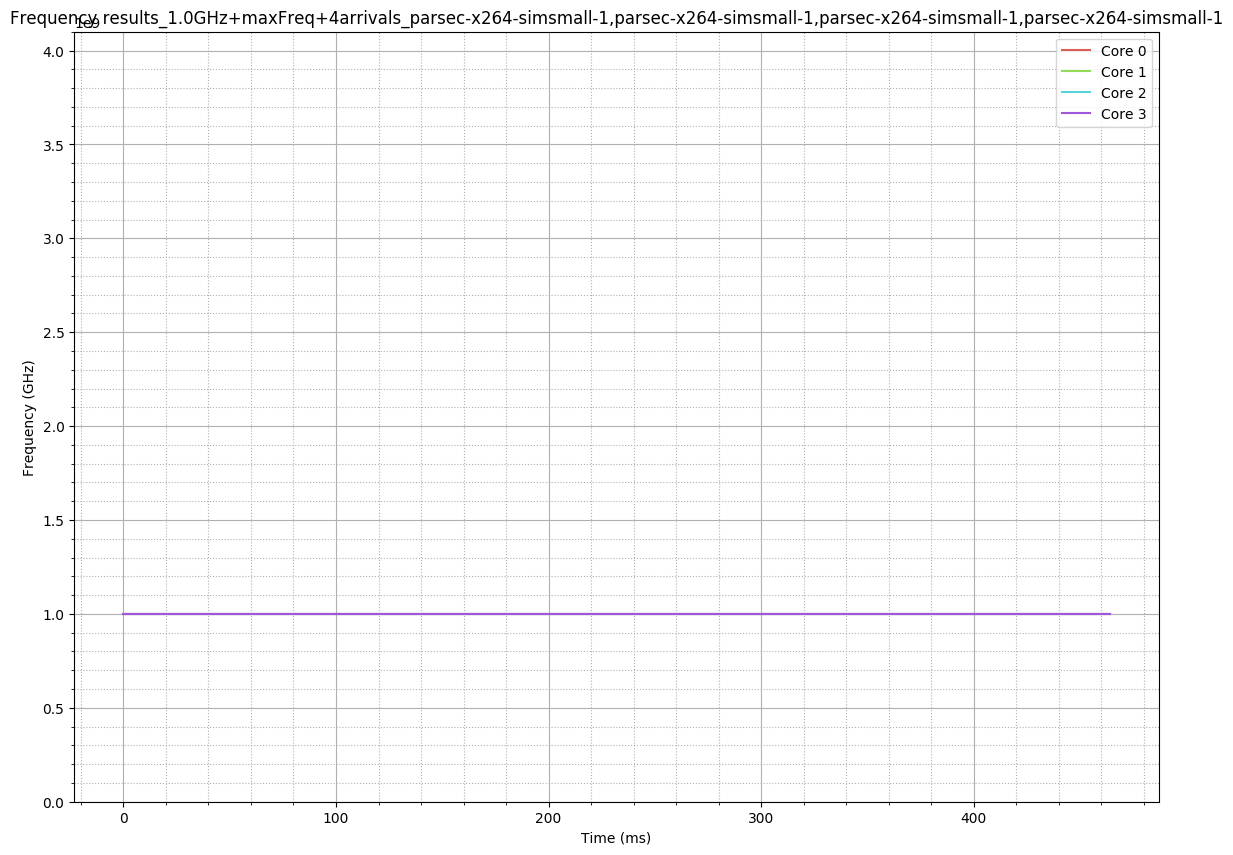 Frequency results_1.0GHz+maxFreq+4arrivals_parsec-x264-simsmall-1,parsec-x264-simsmall-1,parsec-x264-simsmall-1,parsec-x264-simsmall-1
1e9
Core 0
Core 1
Core 2
Core 3
4.0
3.5
3.0
2.5
2.0
1.5
1.0
0.5
0.0
Frequency (GHz)
0 100 200 300 400
Time (ms)